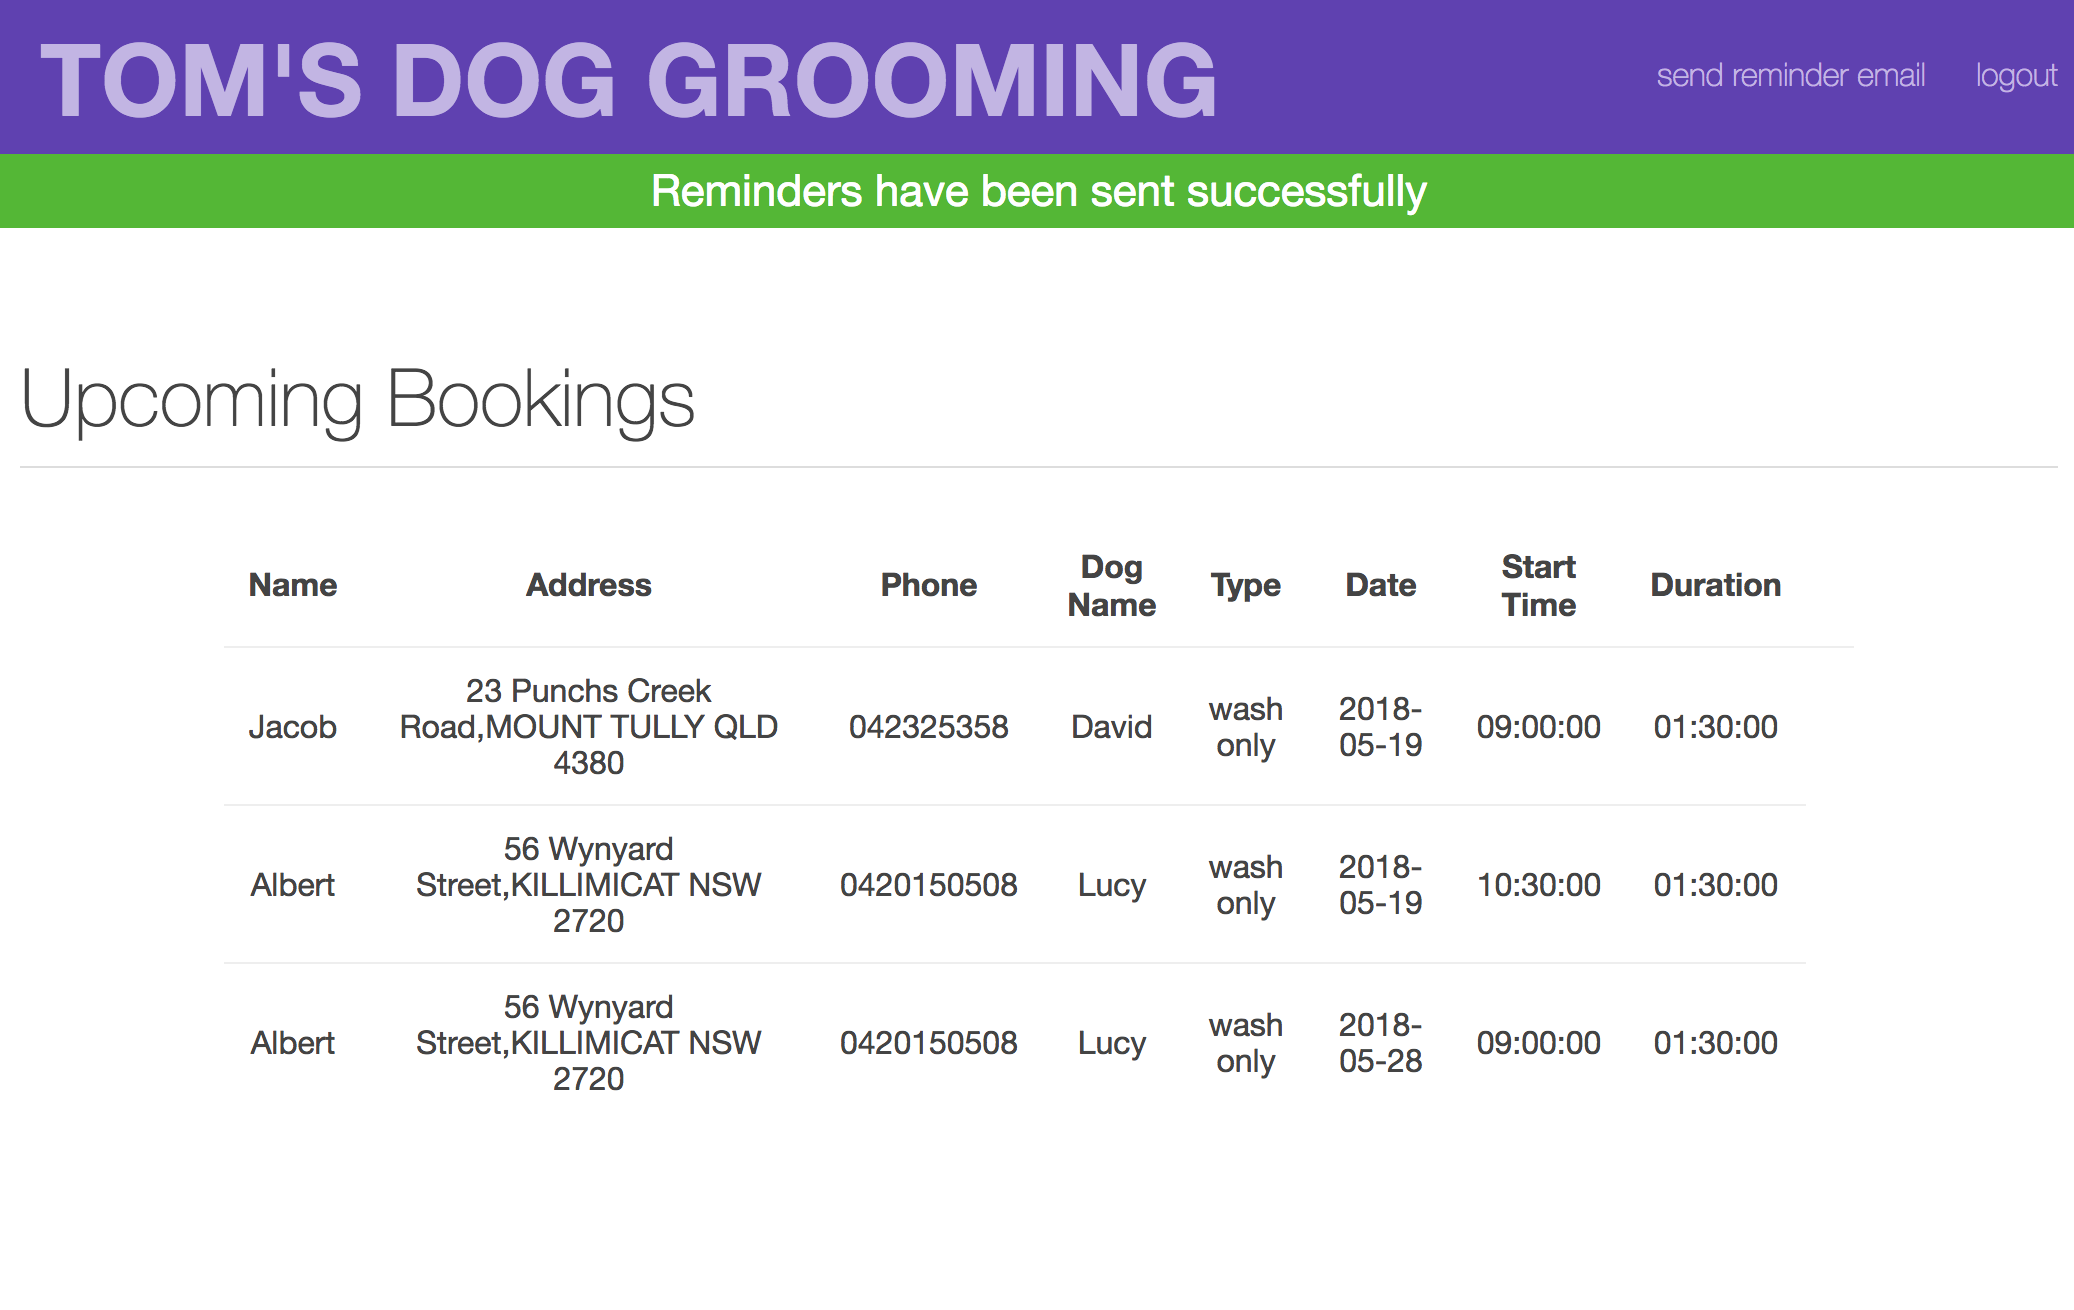 TOM'S DOG GROOMING
send reminder email
logout
Reminders have been sent successfully
Upcoming Bookings
Name Address Phone Dog Name Type Date Start Time Duration
Jacob
23 Punchs Creek
Road,MOUNT TULLY QLD
4380
042325358
David
wash
only
2018-
05-19
09:00:00
01:30:00
Albert
56 Wynyard
Street,KILLIMICAT NSW
2720
0420150508
Lucy
wash
only
2018-
05-19
10:30:00
01:30:00
Albert
56 Wynyard
Street,KILLIMICAT NSW
2720
0420150508
Lucy
wash
only
2018-
05-28
09:00:00
01:30:00